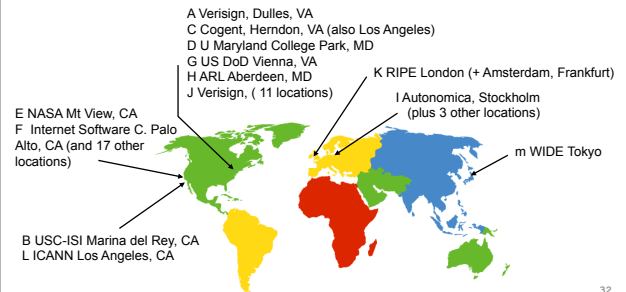 A Verisign, Dulles, VA
C Cogent, Herndon, VA (also Los Angeles)
D U Maryland College Park, MD
G US DoD Vienna, VA
H ARL Aberdeen, MD
J Verisign, ( 11 locations)
K RIPE London (+ Amsterdam, Frankfurt)
I Autonomica, Stockholm
(plus 3 other locations)
E NASA Mt View, CA
F Internet Software C. Palo
Alto, CA (and 17 other
locations)
m WIDE Tokyo
B USC-ISI Marina del Rey, CA
L ICANN Los Angeles, CA
32